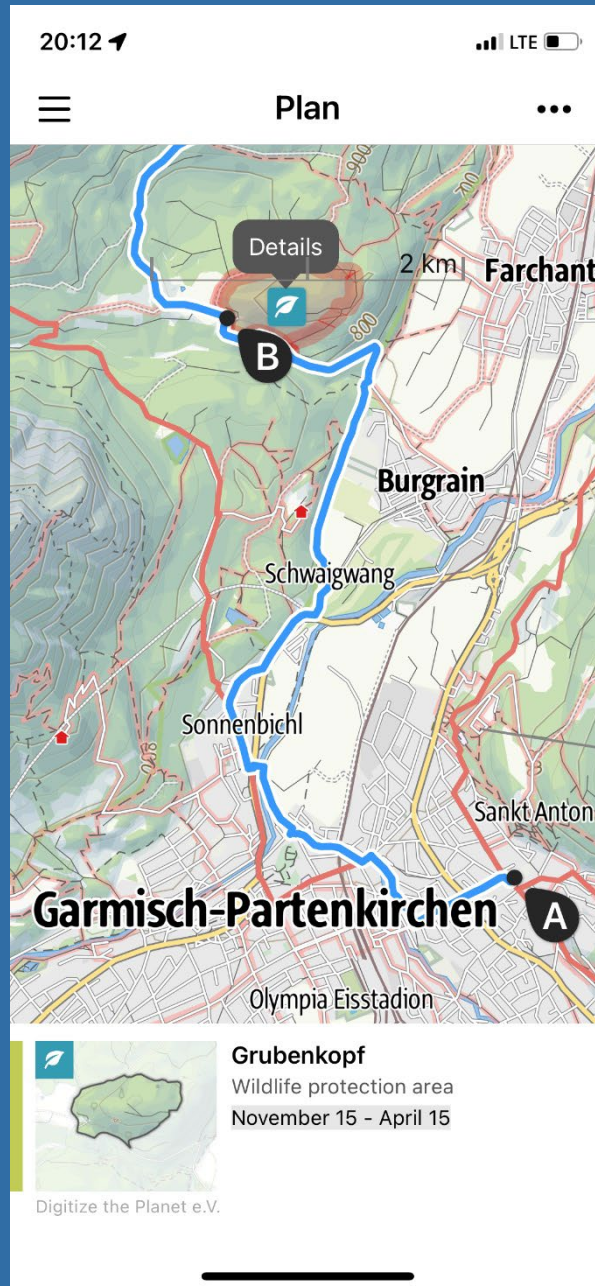 20:12
LTE
Plan
900
700
Details
2 km
Farchant
800
B
Burgrain
Schwaigwang
Sonnenbichl
Sankt Anton
Garmisch-Partenkirchen
A
Olympia Eisstadion
Grubenkopf
Wildlife protection area
November 15 - April 15
Digitize the Planet e.V.